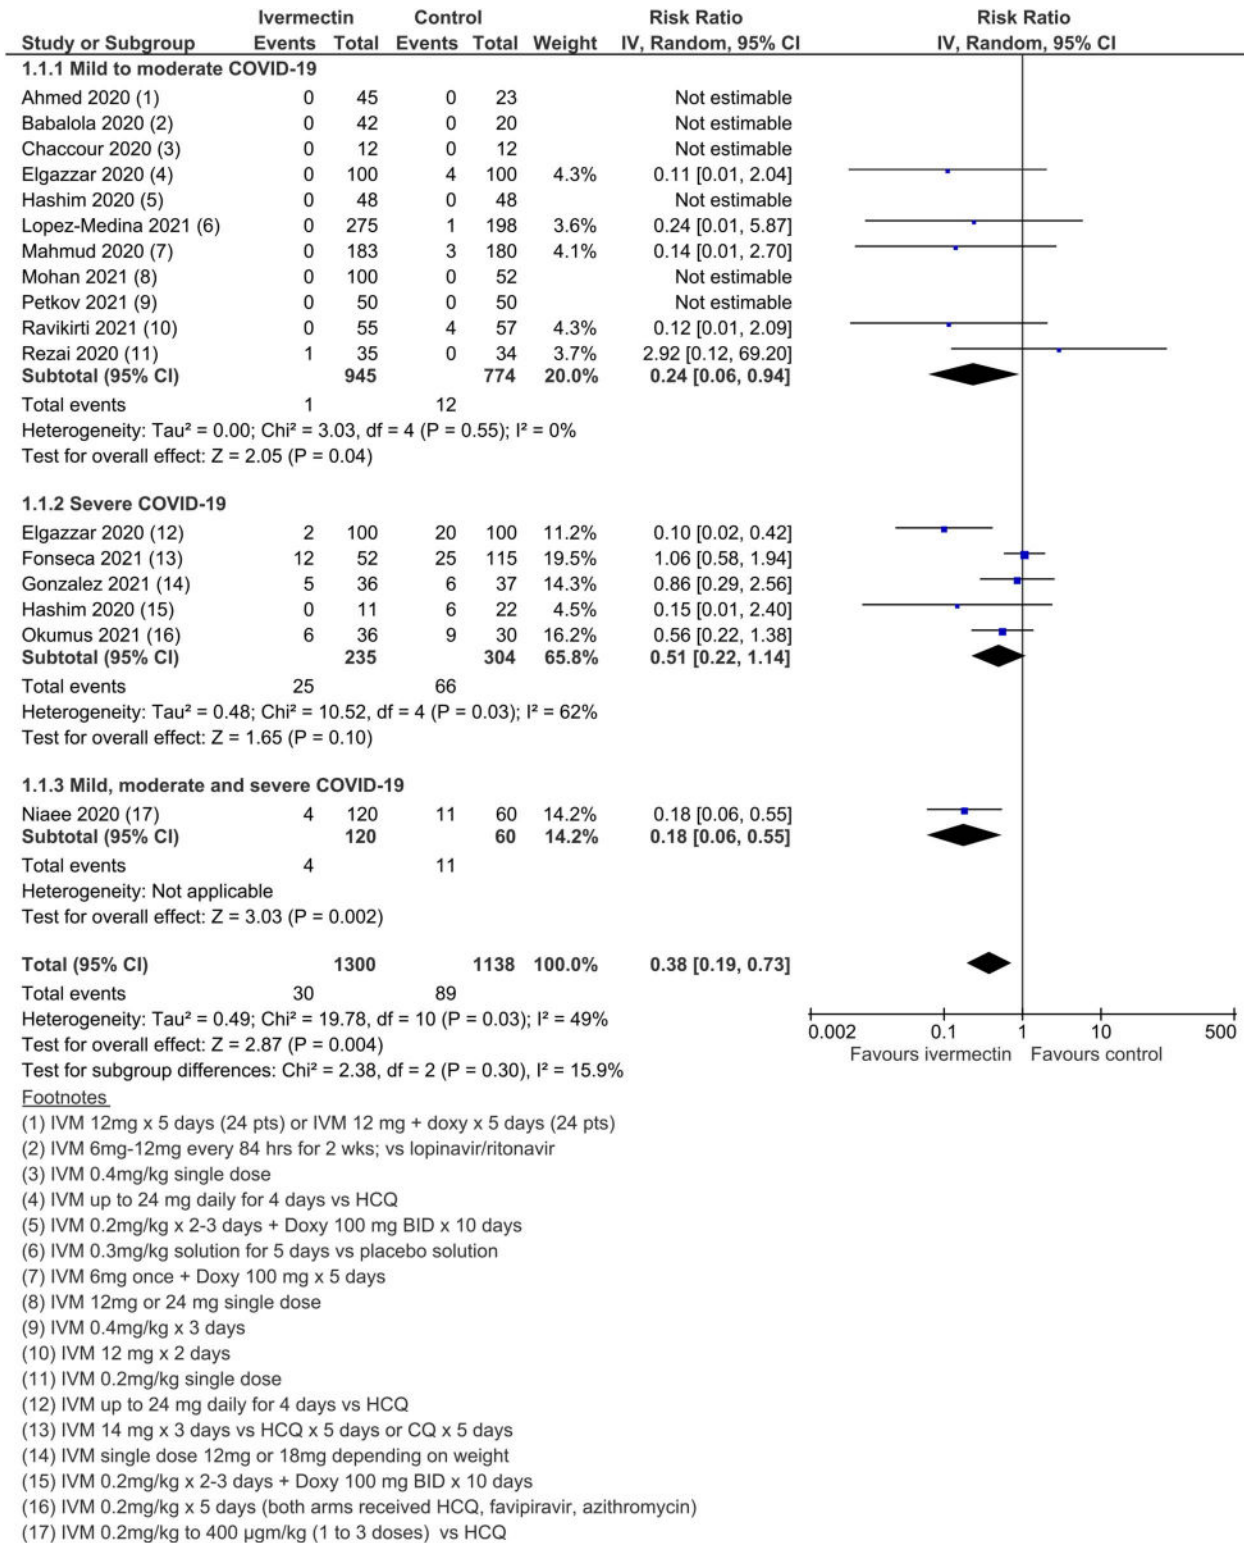 Ivermectin Control Risk Ratio Risk Ratio
Study or Subgroup Events Total Events Total Weight IV, Random, 95% CI IV, Random, 95% CI
1.1.1 Mild to moderate COVID-19
Ahmed 2020 (1) 0 45 0 23 Not estimable
Babalola 2020 (2) 0 42 0 20 Not estimable
Chaccour 2020 (3) 0 12 0 12 Not estimable
Elgazzar 2020 (4) 0 100 4 100 4.3% 0.11 [0.01, 2.04]
Hashim 2020 (5) 0 48 0 48 Not estimable
Lopez-Medina 2021 (6) 0 275 1 198 3.6% 0.24 [0.01, 5.87]
Mahmud 2020 (7) 0 183 3 180 4.1% 0.14 [0.01, 2.70]
Mohan 2021 (8) 0 100 0 52 Not estimable
Petkov 2021 (9) 0 50 0 50 Not estimable
Ravikirti 2021 (10) 0 55 4 57 4.3% 0.12 [0.01, 2.09]
Rezai 2020 (11) 1 35 0 34 3.7% 2.92 [0.12, 69.20]
Subtotal (95% CI) 945 774 20.0% 0.24 [0.06, 0.94]
Total events 1 12
Heterogeneity: Tau² = 0.00; Chi² = 3.03, df = 4 (P = 0.55); I² = 0%
Test for overall effect: Z = 2.05 (P = 0.04)
1.1.2 Severe COVID-19
Elgazzar 2020 (12) 2 100 20 100 11.2% 0.10 [0.02, 0.42]
Fonseca 2021 (13) 12 52 25 115 19.5% 1.06 [0.58, 1.94]
Gonzalez 2021 (14) 5 36 6 37 14.3% 0.86 [0.29, 2.56]
Hashim 2020 (15) 0 11 6 22 4.5% 0.15 [0.01, 2.40]
Okumus 2021 (16) 6 36 9 30 16.2% 0.56 [0.22, 1.38]
Subtotal (95% CI) 235 304 65.8% 0.51 [0.22, 1.14]
Total events 25 66
Heterogeneity: Tau² = 0.48; Chi² = 10.52, df = 4 (P = 0.03); I² = 62%
Test for overall effect: Z = 1.65 (P = 0.10)
1.1.3 Mild, moderate and severe COVID-19
Niaee 2020 (17) 4 120 11 60 14.2% 0.18 [0.06, 0.55]
Subtotal (95% CI) 120 60 14.2% 0.18 [0.06, 0.55]
Total events 4 11
Heterogeneity: Not applicable
Test for overall effect: Z = 3.03 (P = 0.002)
Total (95% CI) 1300 1138 100.0% 0.38 [0.19, 0.73]
Total events 30 89
Heterogeneity: Tau² = 0.49; Chi² = 19.78, df = 10 (P = 0.03); I² = 49%
Test for overall effect: Z = 2.87 (P = 0.004)
Test for subgroup differences: Chi² = 2.38, df = 2 (P = 0.30), I² = 15.9%
0.002 0.1 1 10 500
Favours ivermectin Favours control
Footnotes
(1) IVM 12mg x 5 days (24 pts) or IVM 12 mg + doxy x 5 days (24 pts)
(2) IVM 6mg-12mg every 84 hrs for 2 wks; vs lopinavir/ritonavir
(3) IVM 0.4mg/kg single dose
(4) IVM up to 24 mg daily for 4 days vs HCQ
(5) IVM 0.2mg/kg x 2-3 days + Doxy 100 mg BID x 10 days
(6) IVM 0.3mg/kg solution for 5 days vs placebo solution
(7) IVM 6mg once + Doxy 100 mg x 5 days
(8) IVM 12mg or 24 mg single dose
(9) IVM 0.4mg/kg x 3 days
(10) IVM 12 mg x 2 days
(11) IVM 0.2mg/kg single dose
(12) IVM up to 24 mg daily for 4 days vs HCQ
(13) IVM 14 mg x 3 days vs HCQ x 5 days or CQ x 5 days
(14) IVM single dose 12mg or 18mg depending on weight
(15) IVM 0.2mg/kg x 2-3 days + Doxy 100 mg BID x 10 days
(16) IVM 0.2mg/kg x 5 days (both arms received HCQ, favipiravir, azithromycin)
(17) IVM 0.2mg/kg to 400 µgm/kg (1 to 3 doses) vs HCQ